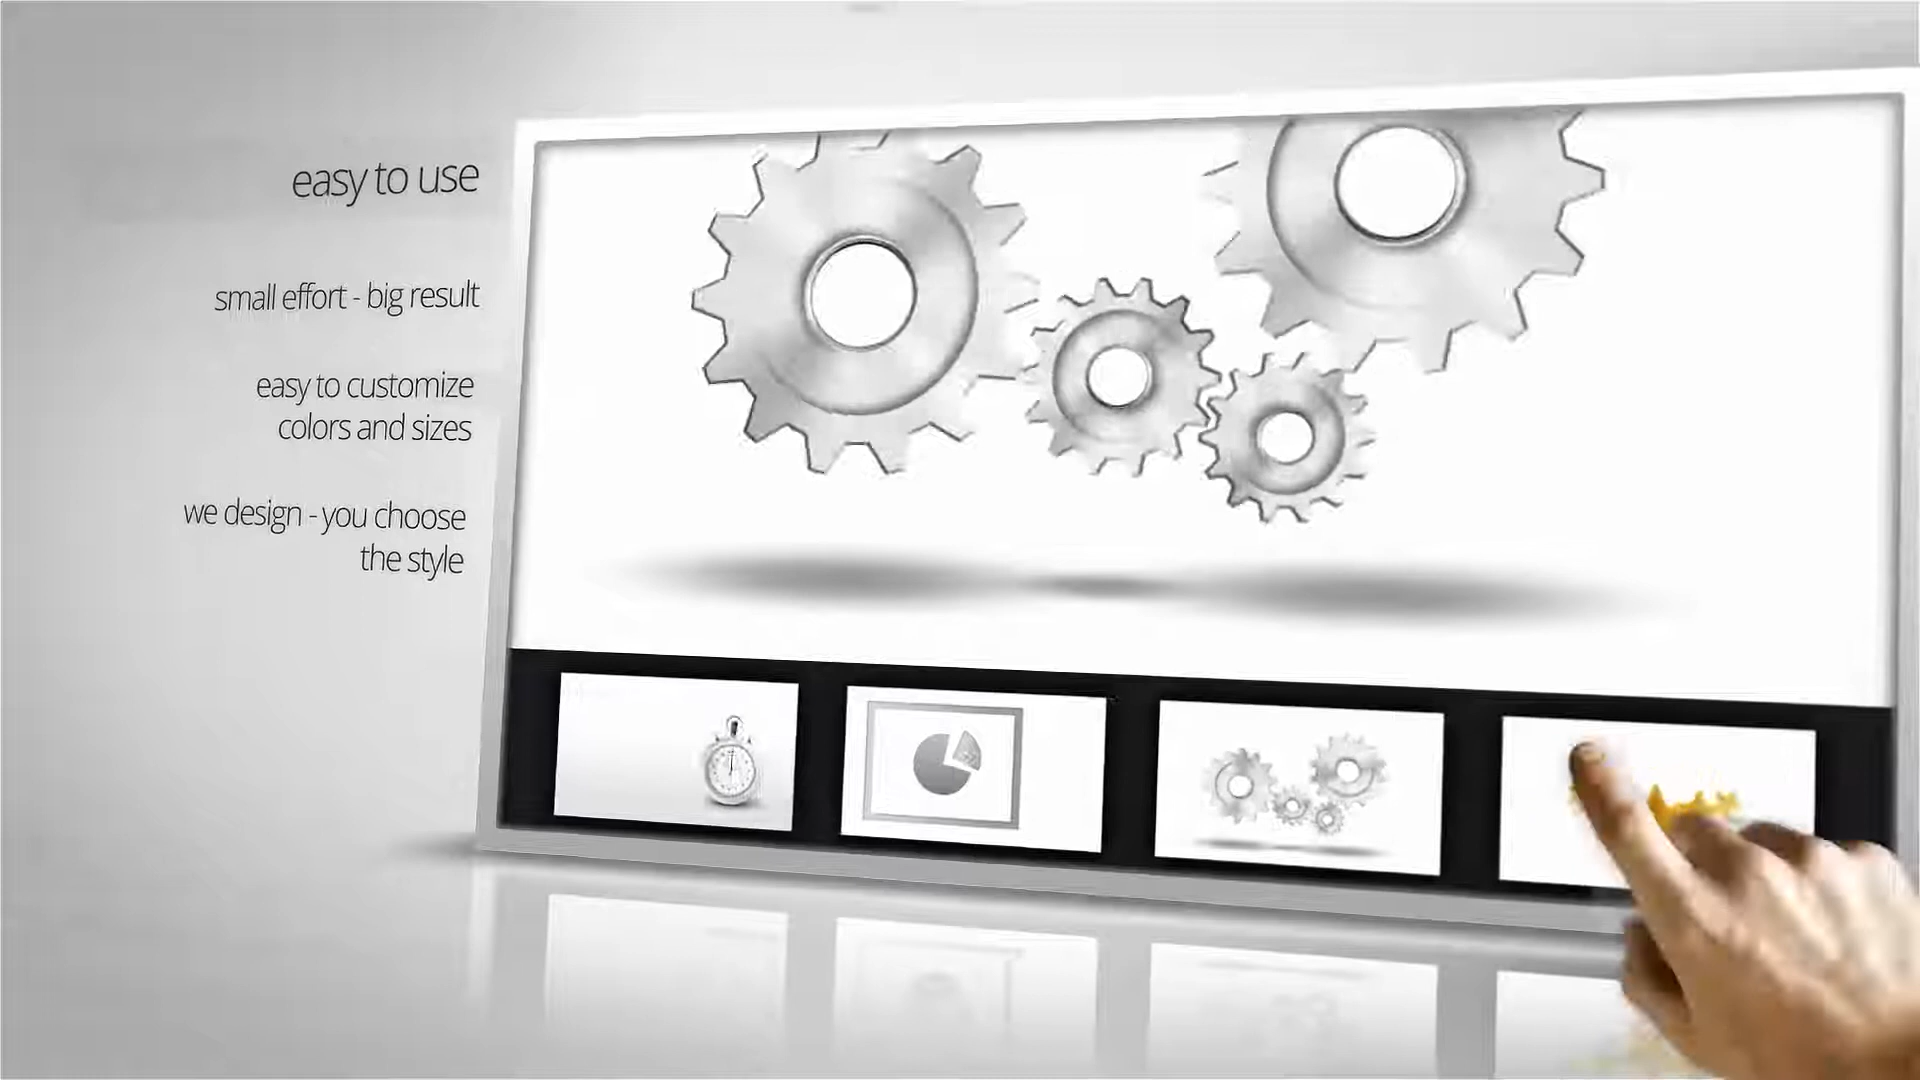 easy to use
small effort - big result
easy to customize
colors and sizes
we design - you choose
the style